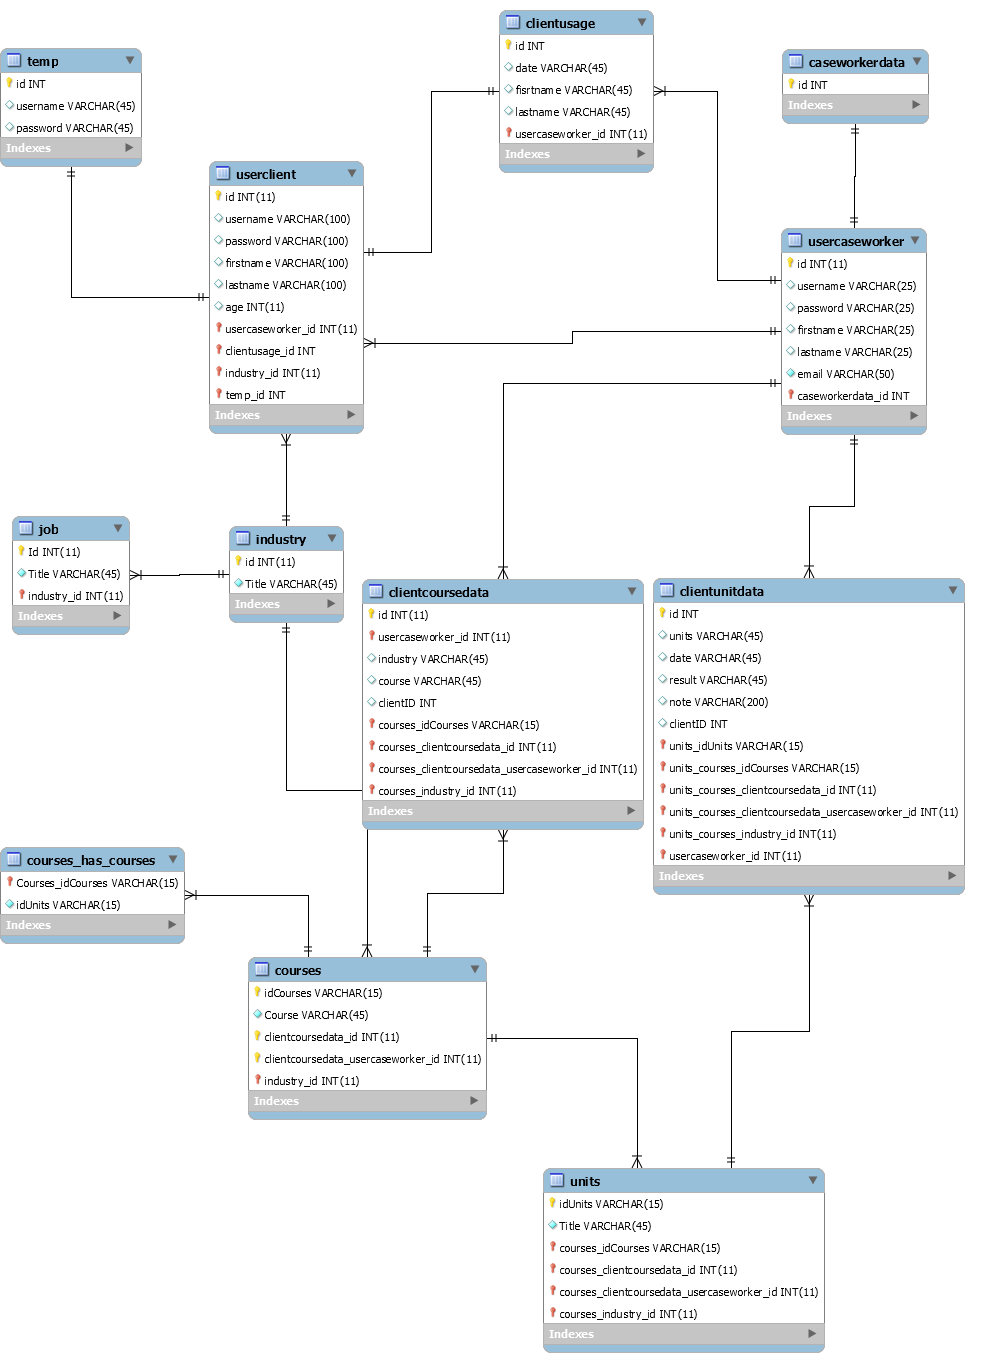 clientusage
id INT
date VARCHAR(45)
fisrtname VARCHAR(45)
lastname VARCHAR(45)
usercaseworker_id INT(11)
Indexes
temp
id INT
username VARCHAR(45)
password VARCHAR(45)
Indexes
caseworkerdata
id INT
Indexes
userclient
id INT(11)
username VARCHAR(100)
password VARCHAR(100)
firstname VARCHAR(100)
lastname VARCHAR(100)
age INT(11)
usercaseworker_id INT(11)
clientusage_id INT
industry_id INT(11)
temp_id INT
Indexes
usercaseworker
id INT(11)
username VARCHAR(25)
password VARCHAR(25)
firstname VARCHAR(25)
lastname VARCHAR(25)
email VARCHAR(50)
caseworkerdata_id INT
Indexes
job
Id INT(11)
Title VARCHAR(45)
industry_id INT(11)
Indexes
industry
id INT(11)
Title VARCHAR(45)
Indexes
clientcoursedata
id INT(11)
usercaseworker_id INT(11)
industry VARCHAR(45)
course VARCHAR(45)
clientID INT
courses_idCourses VARCHAR(15)
courses_clientcoursedata_id INT(11)
courses_clientcoursedata_usercaseworker_id INT(11)
courses_industry_id INT(11)
Indexes
clientunitdata
id INT
units VARCHAR(45)
date VARCHAR(45)
result VARCHAR(45)
note VARCHAR(200)
clientID INT
units_idUnits VARCHAR(15)
units_courses_idCourses VARCHAR(15)
units_courses_clientcoursedata_id INT(11)
units_courses_clientcoursedata_usercaseworker_id INT(11)
units_courses_industry_id INT(11)
usercaseworker_id INT(11)
Indexes
courses_has_courses
Courses_idCourses VARCHAR(15)
idUnits VARCHAR(15)
Indexes
courses
idCourses VARCHAR(15)
Course VARCHAR(45)
clientcoursedata_id INT(11)
clientcoursedata_usercaseworker_id INT(11)
industry_id INT(11)
Indexes
units
idUnits VARCHAR(15)
Title VARCHAR(45)
courses_idCourses VARCHAR(15)
courses_clientcoursedata_id INT(11)
courses_clientcoursedata_usercaseworker_id INT(11)
courses_industry_id INT(11)
Indexes